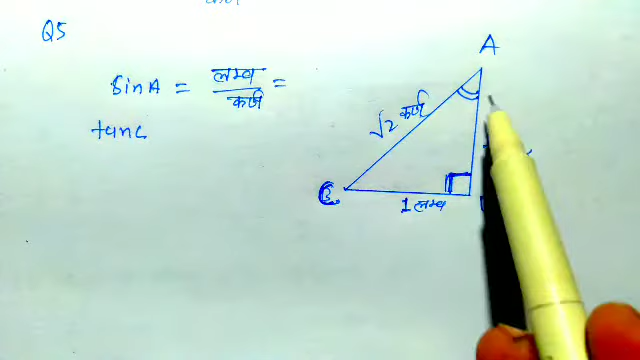 Q5
A
sinA = लम्ब / कर्ण =
√2 कर्ण
tanc
1 लम्ब